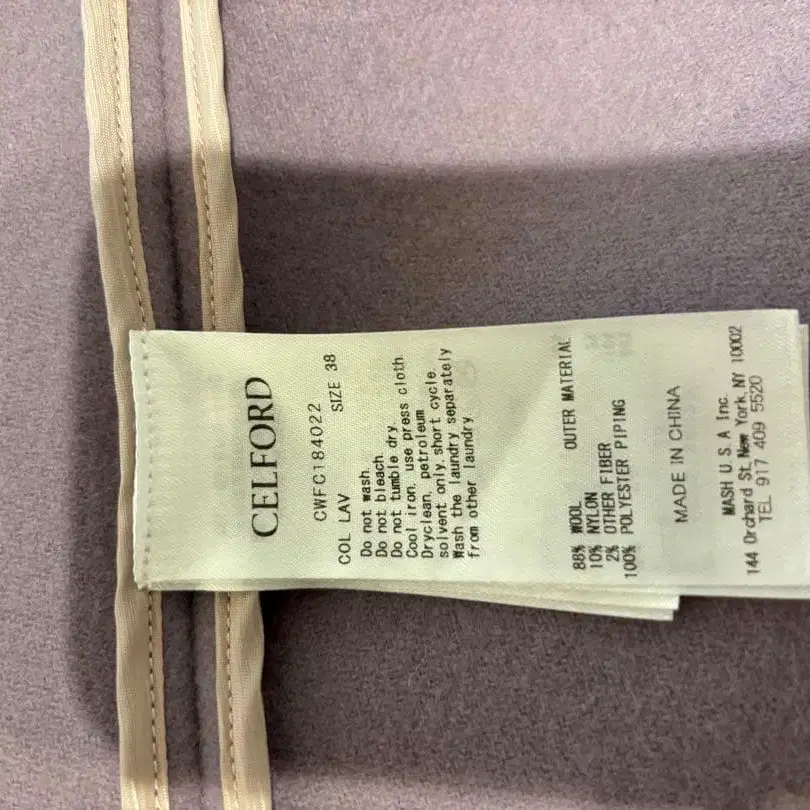 CELFORD
CWFC184022
COL LAV SIZE 38
Do not wash.
Do not bleach
Do not tumble dry.
Cool iron, use press cloth.
Dryclean, petroleum
solvent only, short cycle.
Wash the laundry separately
from other laundry
88% WOOL OUTER MATERIAL
10% NYLON
2% OTHER FIBER
100% POLYESTER PIPING
MADE IN CHINA
MASH U.S.A Inc.
144 Orchard St, New York, NY 10002
TEL 917 409 5520